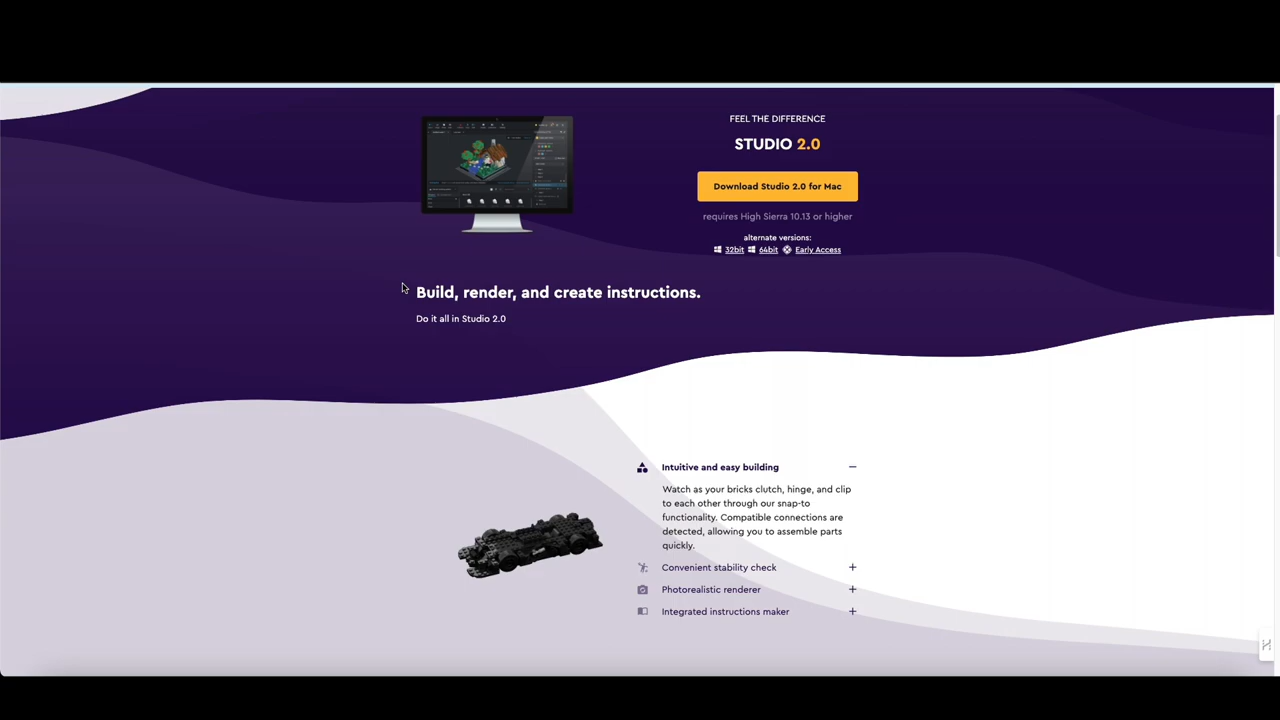 FEEL THE DIFFERENCE
STUDIO 2.0
Download Studio 2.0 for Mac
requires High Sierra 10.13 or higher
alternate versions:
32bit 64bit Early Access
Build, render, and create instructions.
Do it all in Studio 2.0
Intuitive and easy building
Watch as your bricks clutch, hinge, and clip
to each other through our snap-to
functionality. Compatible connections are
detected, allowing you to assemble parts
quickly.
Convenient stability check
Photorealistic renderer
Integrated instructions maker